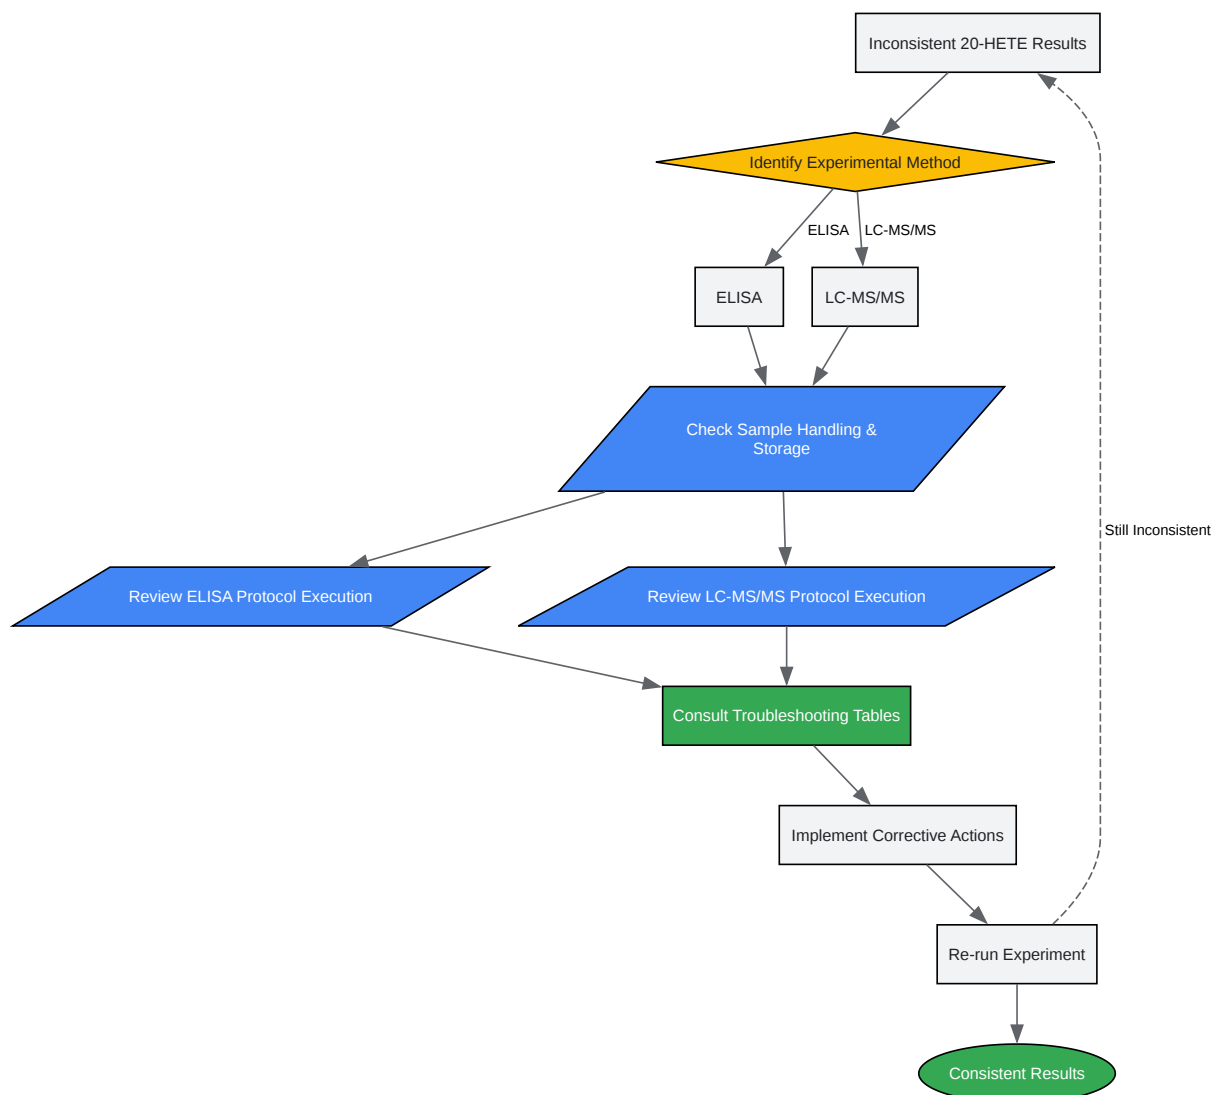 Inconsistent 20-HETE Results
Identify Experimental Method
ELISA
LC-MS/MS
ELISA
LC-MS/MS
Check Sample Handling &
Storage
Still Inconsistent
Review ELISA Protocol Execution
Review LC-MS/MS Protocol Execution
Consult Troubleshooting Tables
Implement Corrective Actions
Re-run Experiment
Consistent Results